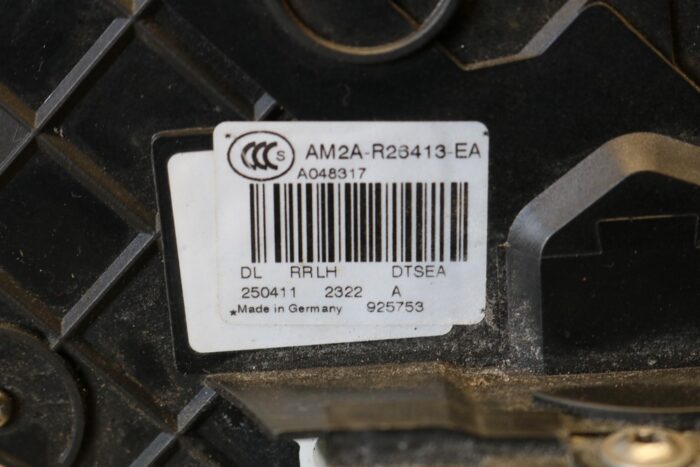 CCC S AM2A-R26413-EA
A048317
DL RRLH DTSEA
250411 2322 A
*Made in Germany 925753